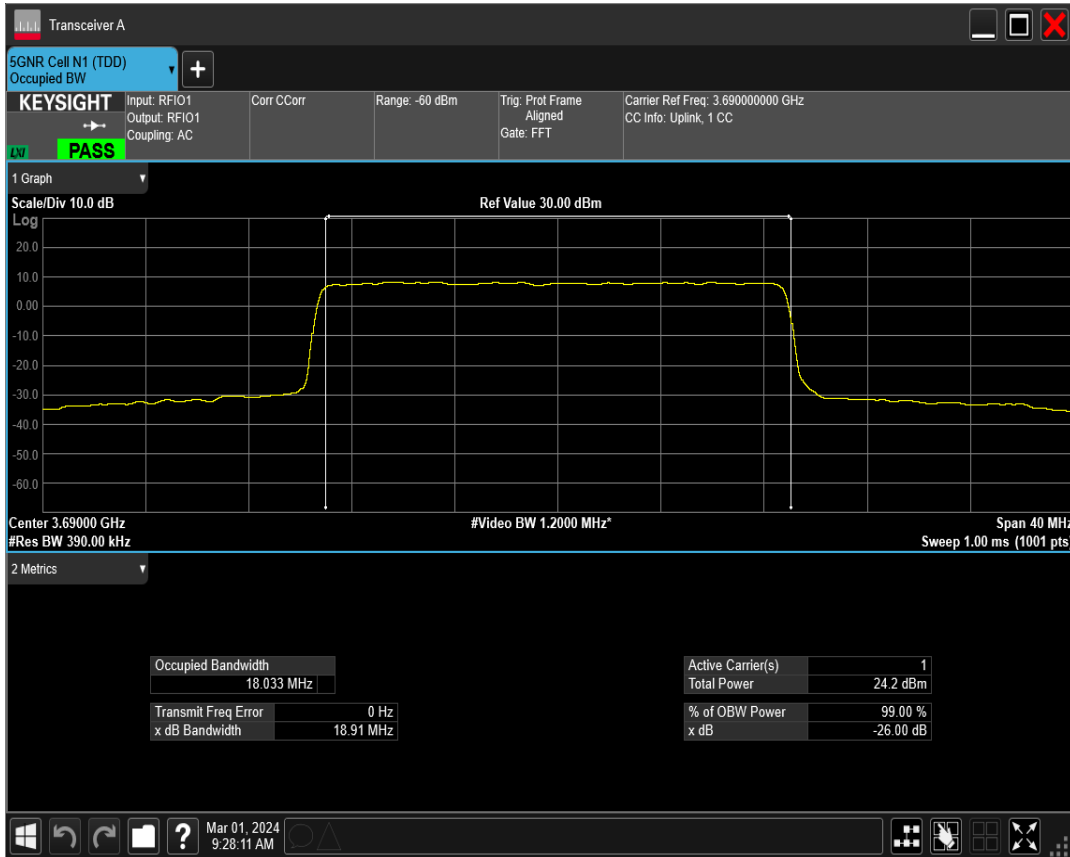 Transceiver A
5GNR Cell N1 (TDD)
Occupied BW
KEYSIGHT
LXI
PASS
Input: RFIO1
Output: RFIO1
Coupling: AC
Corr CCorr
Range: -60 dBm
Trig: Prot Frame
Aligned
Gate: FFT
Carrier Ref Freq: 3.690000000 GHz
CC Info: Uplink, 1 CC
1 Graph
Scale/Div 10.0 dB
Ref Value 30.00 dBm
Log
20.0
10.0
0.00
-10.0
-20.0
-30.0
-40.0
-50.0
-60.0
Center 3.69000 GHz
#Video BW 1.2000 MHz*
Span 40 MHz
#Res BW 390.00 kHz
Sweep 1.00 ms (1001 pts)
2 Metrics
Occupied Bandwidth
18.033 MHz
Transmit Freq Error 0 Hz
x dB Bandwidth 18.91 MHz
Active Carrier(s) 1
Total Power 24.2 dBm
% of OBW Power 99.00 %
x dB -26.00 dB
?
Mar 01, 2024
9:28:11 AM